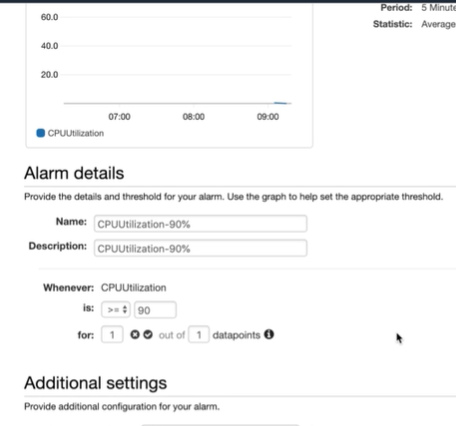 Period: 5 Minute
60.0
Statistic: Average
40.0
20.0
07:00 08:00 09:00
CPUUtilization
Alarm details
Provide the details and threshold for your alarm. Use the graph to help set the appropriate threshold.
Name: CPUUtilization-90%
Description: CPUUtilization-90%
Whenever: CPUUtilization
is: >= 90
for: 1 out of 1 datapoints
Additional settings
Provide additional configuration for your alarm.